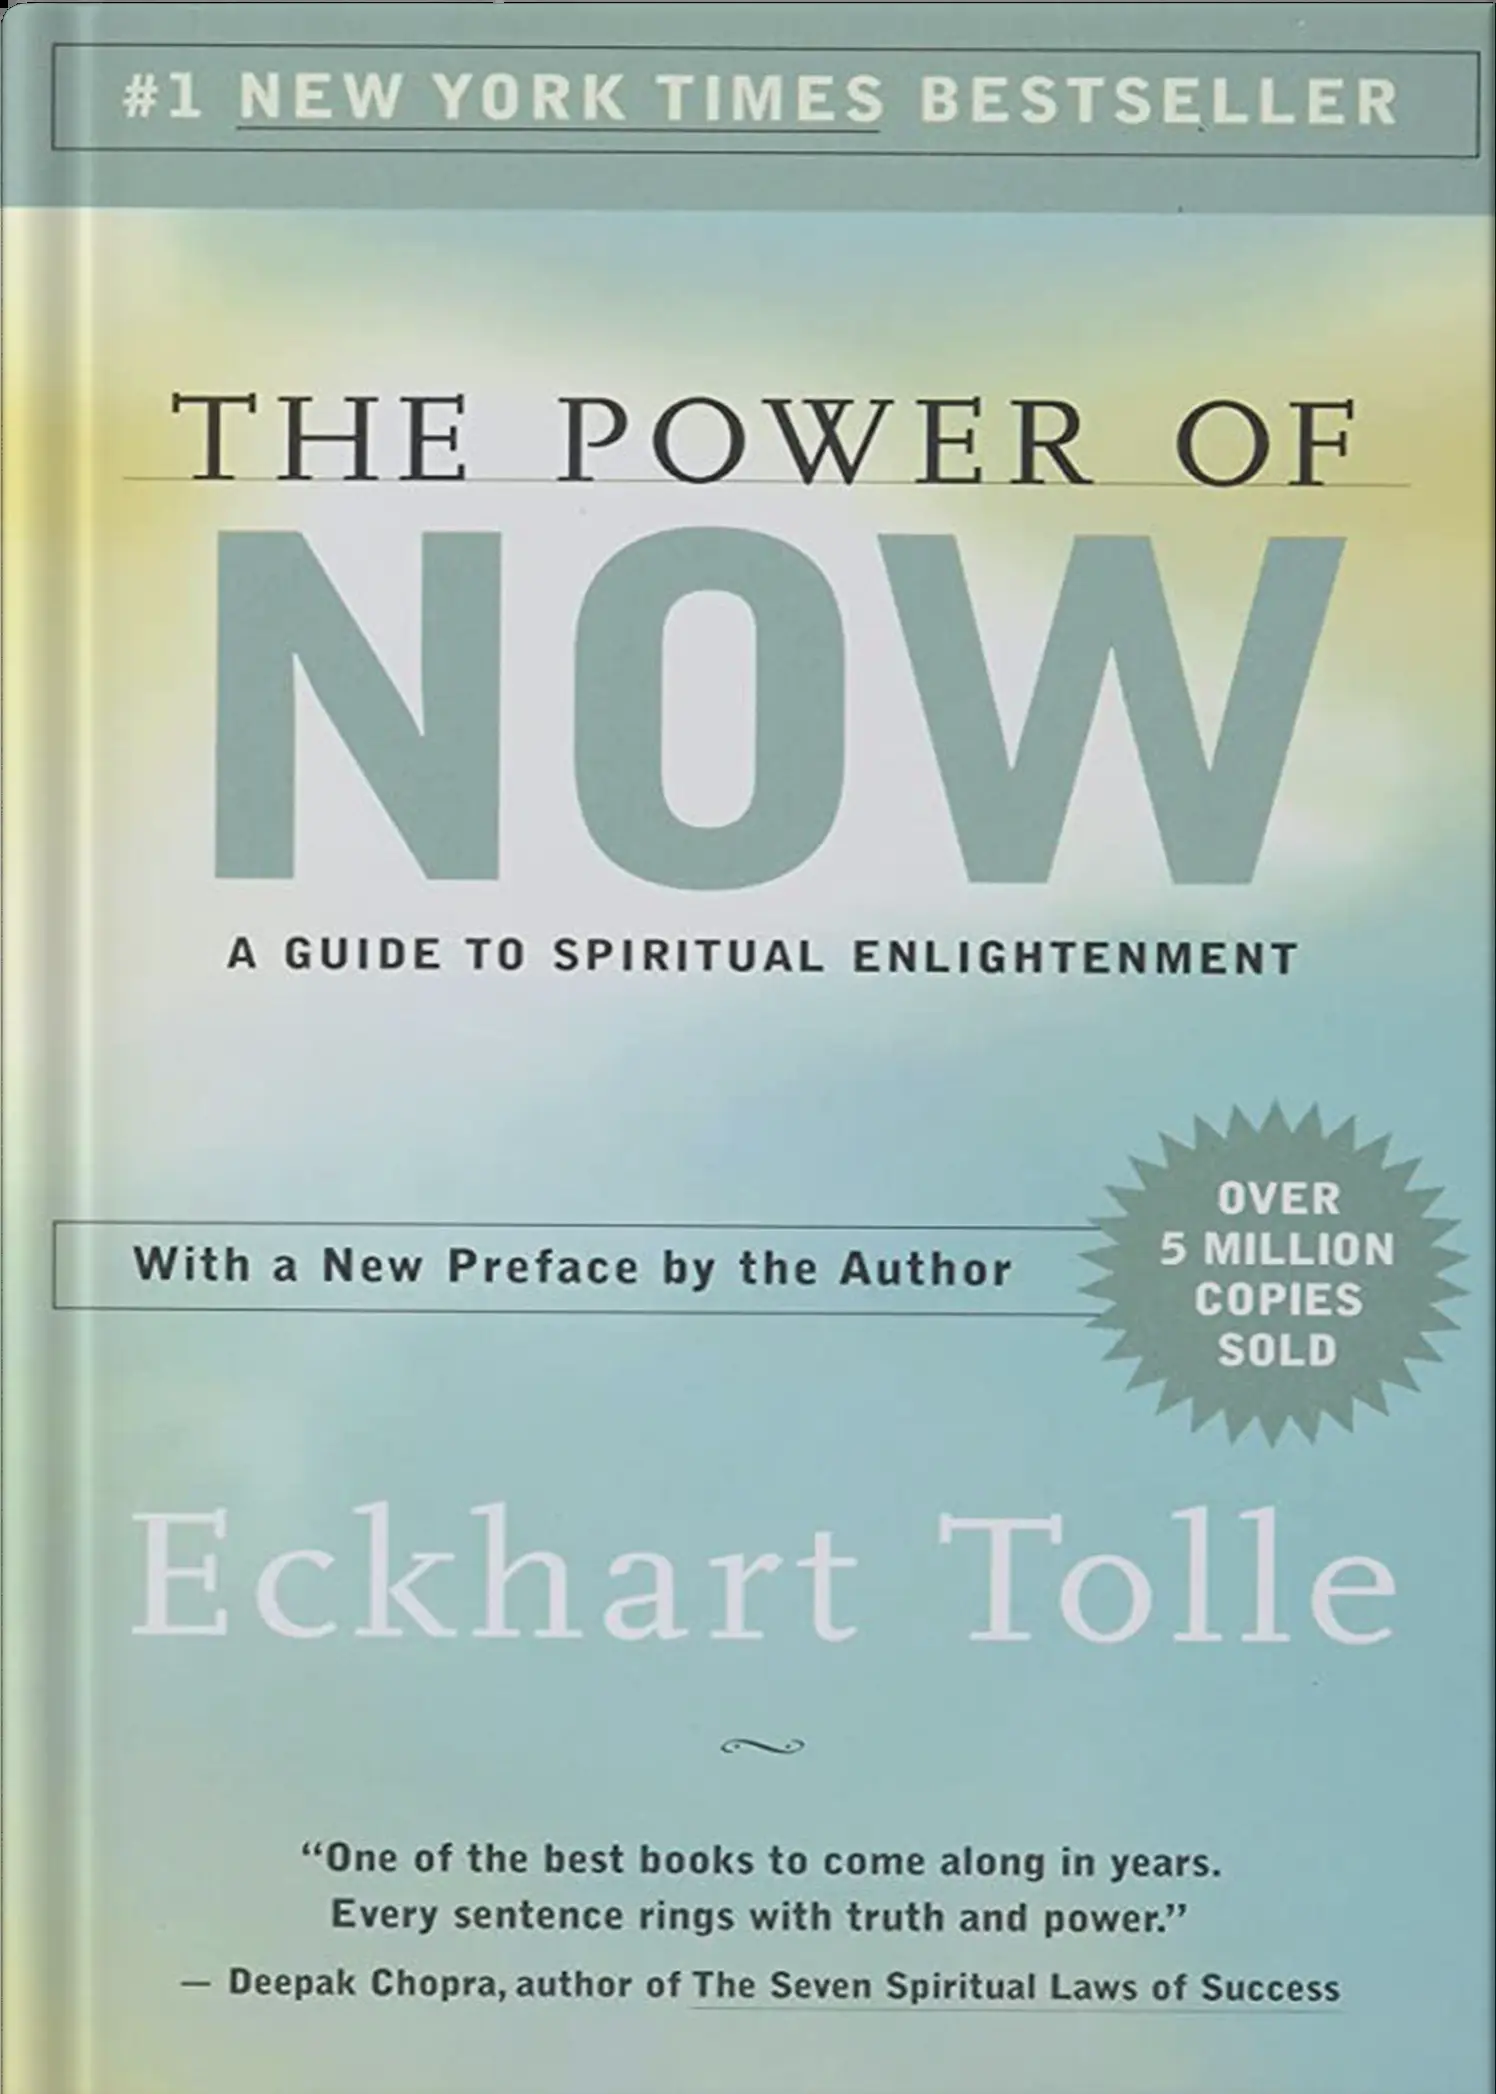 #1 NEW YORK TIMES BESTSELLER
THE POWER OF
NOW
A GUIDE TO SPIRITUAL ENLIGHTENMENT
With a New Preface by the Author
OVER
5 MILLION
COPIES
SOLD
Eckhart Tolle
“One of the best books to come along in years.
Every sentence rings with truth and power.”
— Deepak Chopra, author of The Seven Spiritual Laws of Success